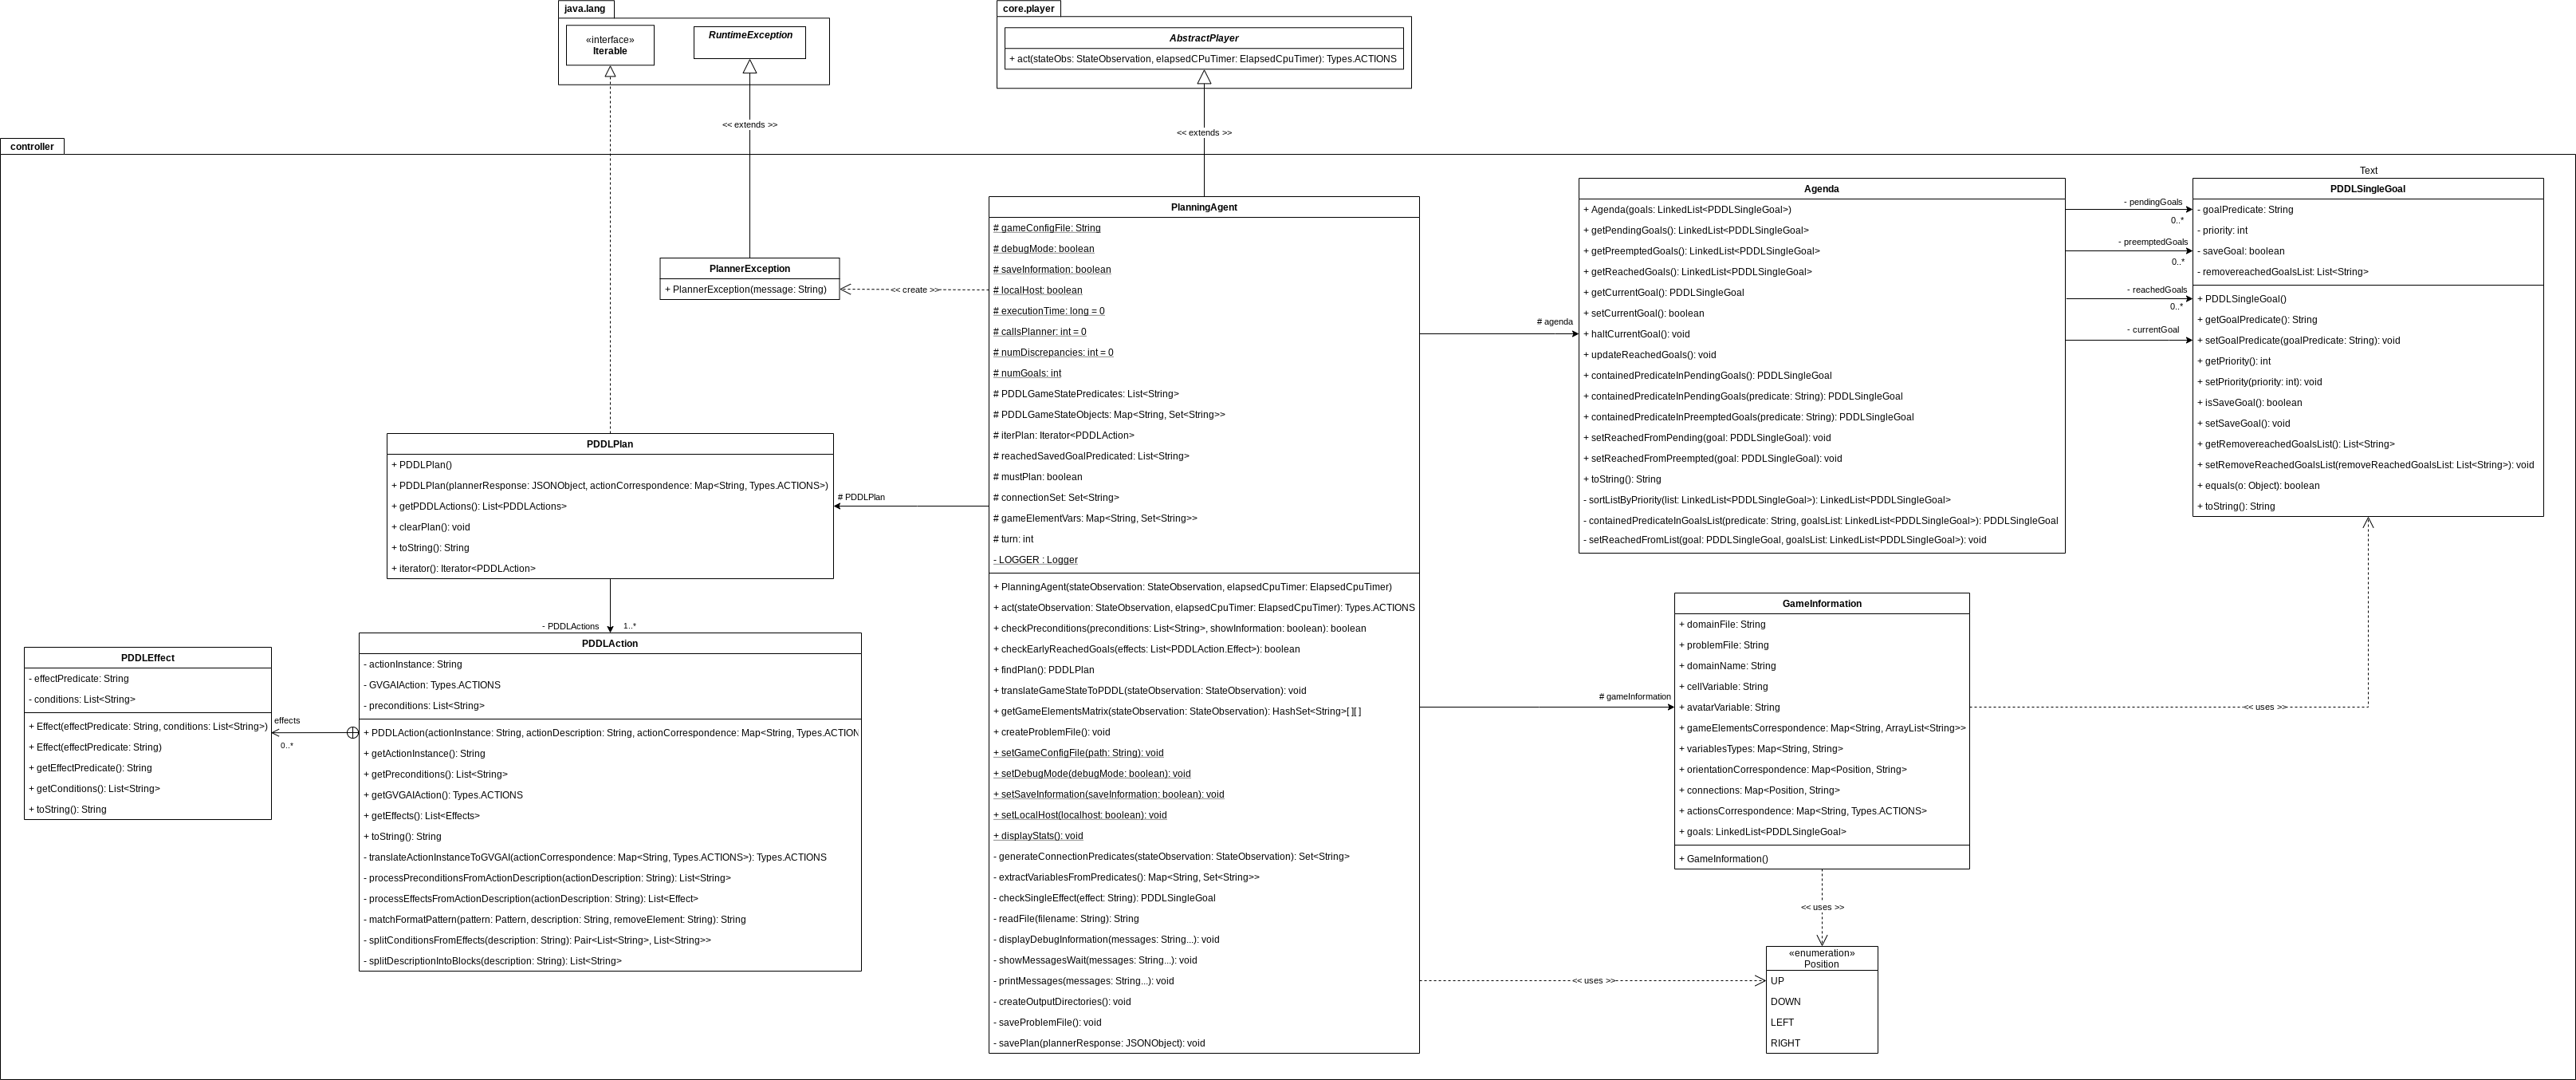 java.lang
«interface»
Iterable
RuntimeException
core.player
AbstractPlayer
+ act(stateObs: StateObservation, elapsedCPuTimer: ElapsedCpuTimer): Types.ACTIONS
<< extends >>
<< extends >>
controller
PlannerException
+ PlannerException(message: String)
<< create >>
PDDLPlan
+ PDDLPlan()
+ PDDLPlan(plannerResponse: JSONObject, actionCorrespondence: Map<String, Types.ACTIONS>)
+ getPDDLActions(): List<PDDLActions>
+ clearPlan(): void
+ toString(): String
+ iterator(): Iterator<PDDLAction>
# PDDLPlan
- PDDLActions
1..*
PDDLEffect
- effectPredicate: String
- conditions: List<String>
+ Effect(effectPredicate: String, conditions: List<String>)
+ Effect(effectPredicate: String)
+ getEffectPredicate(): String
+ getConditions(): List<String>
+ toString(): String
effects
0..*
PDDLAction
- actionInstance: String
- GVGAIAction: Types.ACTIONS
- preconditions: List<String>
+ PDDLAction(actionInstance: String, actionDescription: String, actionCorrespondence: Map<String, Types.ACTION
+ getActionInstance(): String
+ getPreconditions(): List<String>
+ getGVGAIAction(): Types.ACTIONS
+ getEffects(): List<Effects>
+ toString(): String
- translateActionInstanceToGVGAI(actionCorrespondence: Map<String, Types.ACTIONS>): Types.ACTIONS
- processPreconditionsFromActionDescription(actionDescription: String): List<String>
- processEffectsFromActionDescription(actionDescription: String): List<Effect>
- matchFormatPattern(pattern: Pattern, description: String, removeElement: String): String
- splitConditionsFromEffects(description: String): Pair<List<String>, List<String>>
- splitDescriptionIntoBlocks(description: String): List<String>
PlanningAgent
# gameConfigFile: String
# debugMode: boolean
# saveInformation: boolean
# localHost: boolean
# executionTime: long = 0
# callsPlanner: int = 0
# numDiscrepancies: int = 0
# numGoals: int
# PDDLGameStatePredicates: List<String>
# PDDLGameStateObjects: Map<String, Set<String>>
# iterPlan: Iterator<PDDLAction>
# reachedSavedGoalPredicated: List<String>
# mustPlan: boolean
# connectionSet: Set<String>
# gameElementVars: Map<String, Set<String>>
# turn: int
- LOGGER : Logger
+ PlanningAgent(stateObservation: StateObservation, elapsedCpuTimer: ElapsedCpuTimer)
+ act(stateObservation: StateObservation, elapsedCpuTimer: ElapsedCpuTimer): Types.ACTIONS
+ checkPreconditions(preconditions: List<String>, showInformation: boolean): boolean
+ checkEarlyReachedGoals(effects: List<PDDLAction.Effect>): boolean
+ findPlan(): PDDLPlan
+ translateGameStateToPDDL(stateObservation: StateObservation): void
+ getGameElementsMatrix(stateObservation: StateObservation): HashSet<String>[ ][ ]
+ createProblemFile(): void
+ setGameConfigFile(path: String): void
+ setDebugMode(debugMode: boolean): void
+ setSaveInformation(saveInformation: boolean): void
+ setLocalHost(localhost: boolean): void
+ displayStats(): void
- generateConnectionPredicates(stateObservation: StateObservation): Set<String>
- extractVariablesFromPredicates(): Map<String, Set<String>>
- checkSingleEffect(effect: String): PDDLSingleGoal
- readFile(filename: String): String
- displayDebugInformation(messages: String...): void
- showMessagesWait(messages: String...): void
- printMessages(messages: String...): void
- createOutputDirectories(): void
- saveProblemFile(): void
- savePlan(plannerResponse: JSONObject): void
# agenda
Agenda
+ Agenda(goals: LinkedList<PDDLSingleGoal>)
+ getPendingGoals(): LinkedList<PDDLSingleGoal>
+ getPreemptedGoals(): LinkedList<PDDLSingleGoal>
+ getReachedGoals(): LinkedList<PDDLSingleGoal>
+ getCurrentGoal(): PDDLSingleGoal
+ setCurrentGoal(): boolean
+ haltCurrentGoal(): void
+ updateReachedGoals(): void
+ containedPredicateInPendingGoals(): PDDLSingleGoal
+ containedPredicateInPendingGoals(predicate: String): PDDLSingleGoal
+ containedPredicateInPreemptedGoals(predicate: String): PDDLSingleGoal
+ setReachedFromPending(goal: PDDLSingleGoal): void
+ setReachedFromPreempted(goal: PDDLSingleGoal): void
+ toString(): String
- sortListByPriority(list: LinkedList<PDDLSingleGoal>): LinkedList<PDDLSingleGoal>
- containedPredicateInGoalsList(predicate: String, goalsList: LinkedList<PDDLSingleGoal>): PDDLSingleGoal
- setReachedFromList(goal: PDDLSingleGoal, goalsList: LinkedList<PDDLSingleGoal>): void
- pendingGoals
0..*
- preemptedGoals
0..*
- reachedGoals
0..*
- currentGoal
Text
PDDLSingleGoal
- goalPredicate: String
- priority: int
- saveGoal: boolean
- removereachedGoalsList: List<String>
+ PDDLSingleGoal()
+ getGoalPredicate(): String
+ setGoalPredicate(goalPredicate: String): void
+ getPriority(): int
+ setPriority(priority: int): void
+ isSaveGoal(): boolean
+ setSaveGoal(): void
+ getRemovereachedGoalsList(): List<String>
+ setRemoveReachedGoalsList(removeReachedGoalsList: List<String>): void
+ equals(o: Object): boolean
+ toString(): String
# gameInformation
GameInformation
+ domainFile: String
+ problemFile: String
+ domainName: String
+ cellVariable: String
+ avatarVariable: String
+ gameElementsCorrespondence: Map<String, ArrayList<String>>
+ variablesTypes: Map<String, String>
+ orientationCorrespondence: Map<Position, String>
+ connections: Map<Position, String>
+ actionsCorrespondence: Map<String, Types.ACTIONS>
+ goals: LinkedList<PDDLSingleGoal>
+ GameInformation()
<< uses >>
<< uses >>
<< uses >>
«enumeration»
Position
UP
DOWN
LEFT
RIGHT